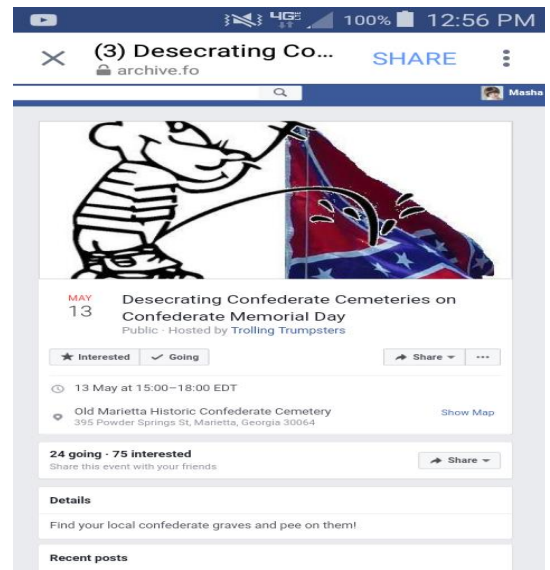 4GE 100% 12:56 PM
(3) Desecrating Co... SHARE
archive.fo
Masha
MAY
13
Desecrating Confederate Cemeteries on
Confederate Memorial Day
Public · Hosted by Trolling Trumpsters
Interested Going Share ...
13 May at 15:00–18:00 EDT
Old Marietta Historic Confederate Cemetery Show Map
395 Powder Springs St, Marietta, Georgia 30064
24 going · 75 interested
Share this event with your friends
Share
Details
Find your local confederate graves and pee on them!
Recent posts